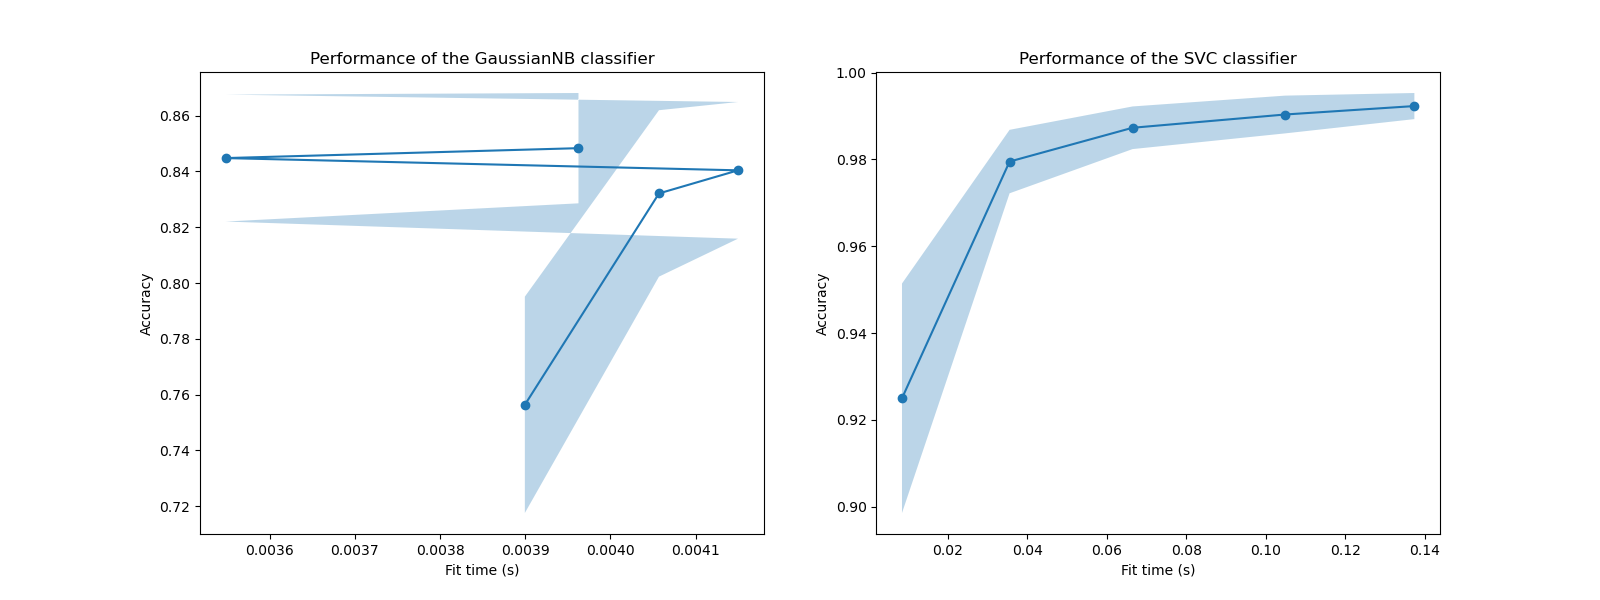 Performance of the GaussianNB classifier
Accuracy
0.86
0.84
0.82
0.80
0.78
0.76
0.74
0.72
0.0036 0.0037 0.0038 0.0039 0.0040 0.0041
Fit time (s)
Performance of the SVC classifier
Accuracy
1.00
0.98
0.96
0.94
0.92
0.90
0.02 0.04 0.06 0.08 0.10 0.12 0.14
Fit time (s)